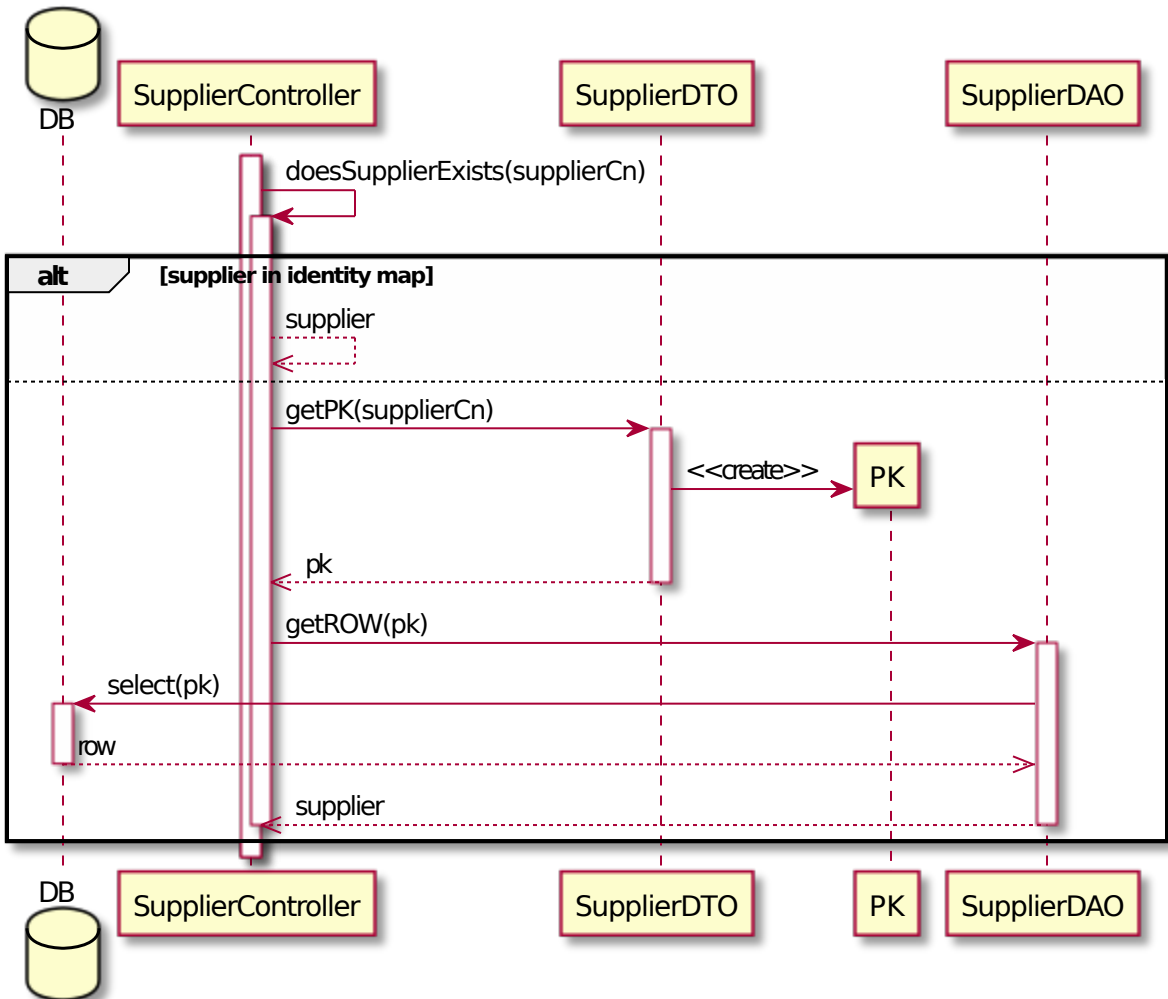 DB
SupplierController
SupplierDTO
SupplierDAO
doesSupplierExists(supplierCn)
alt
[supplier in identity map]
supplier
getPK(supplierCn)
<<create>>
PK
pk
getROW(pk)
select(pk)
row
supplier
DB
SupplierController
SupplierDTO
PK
SupplierDAO